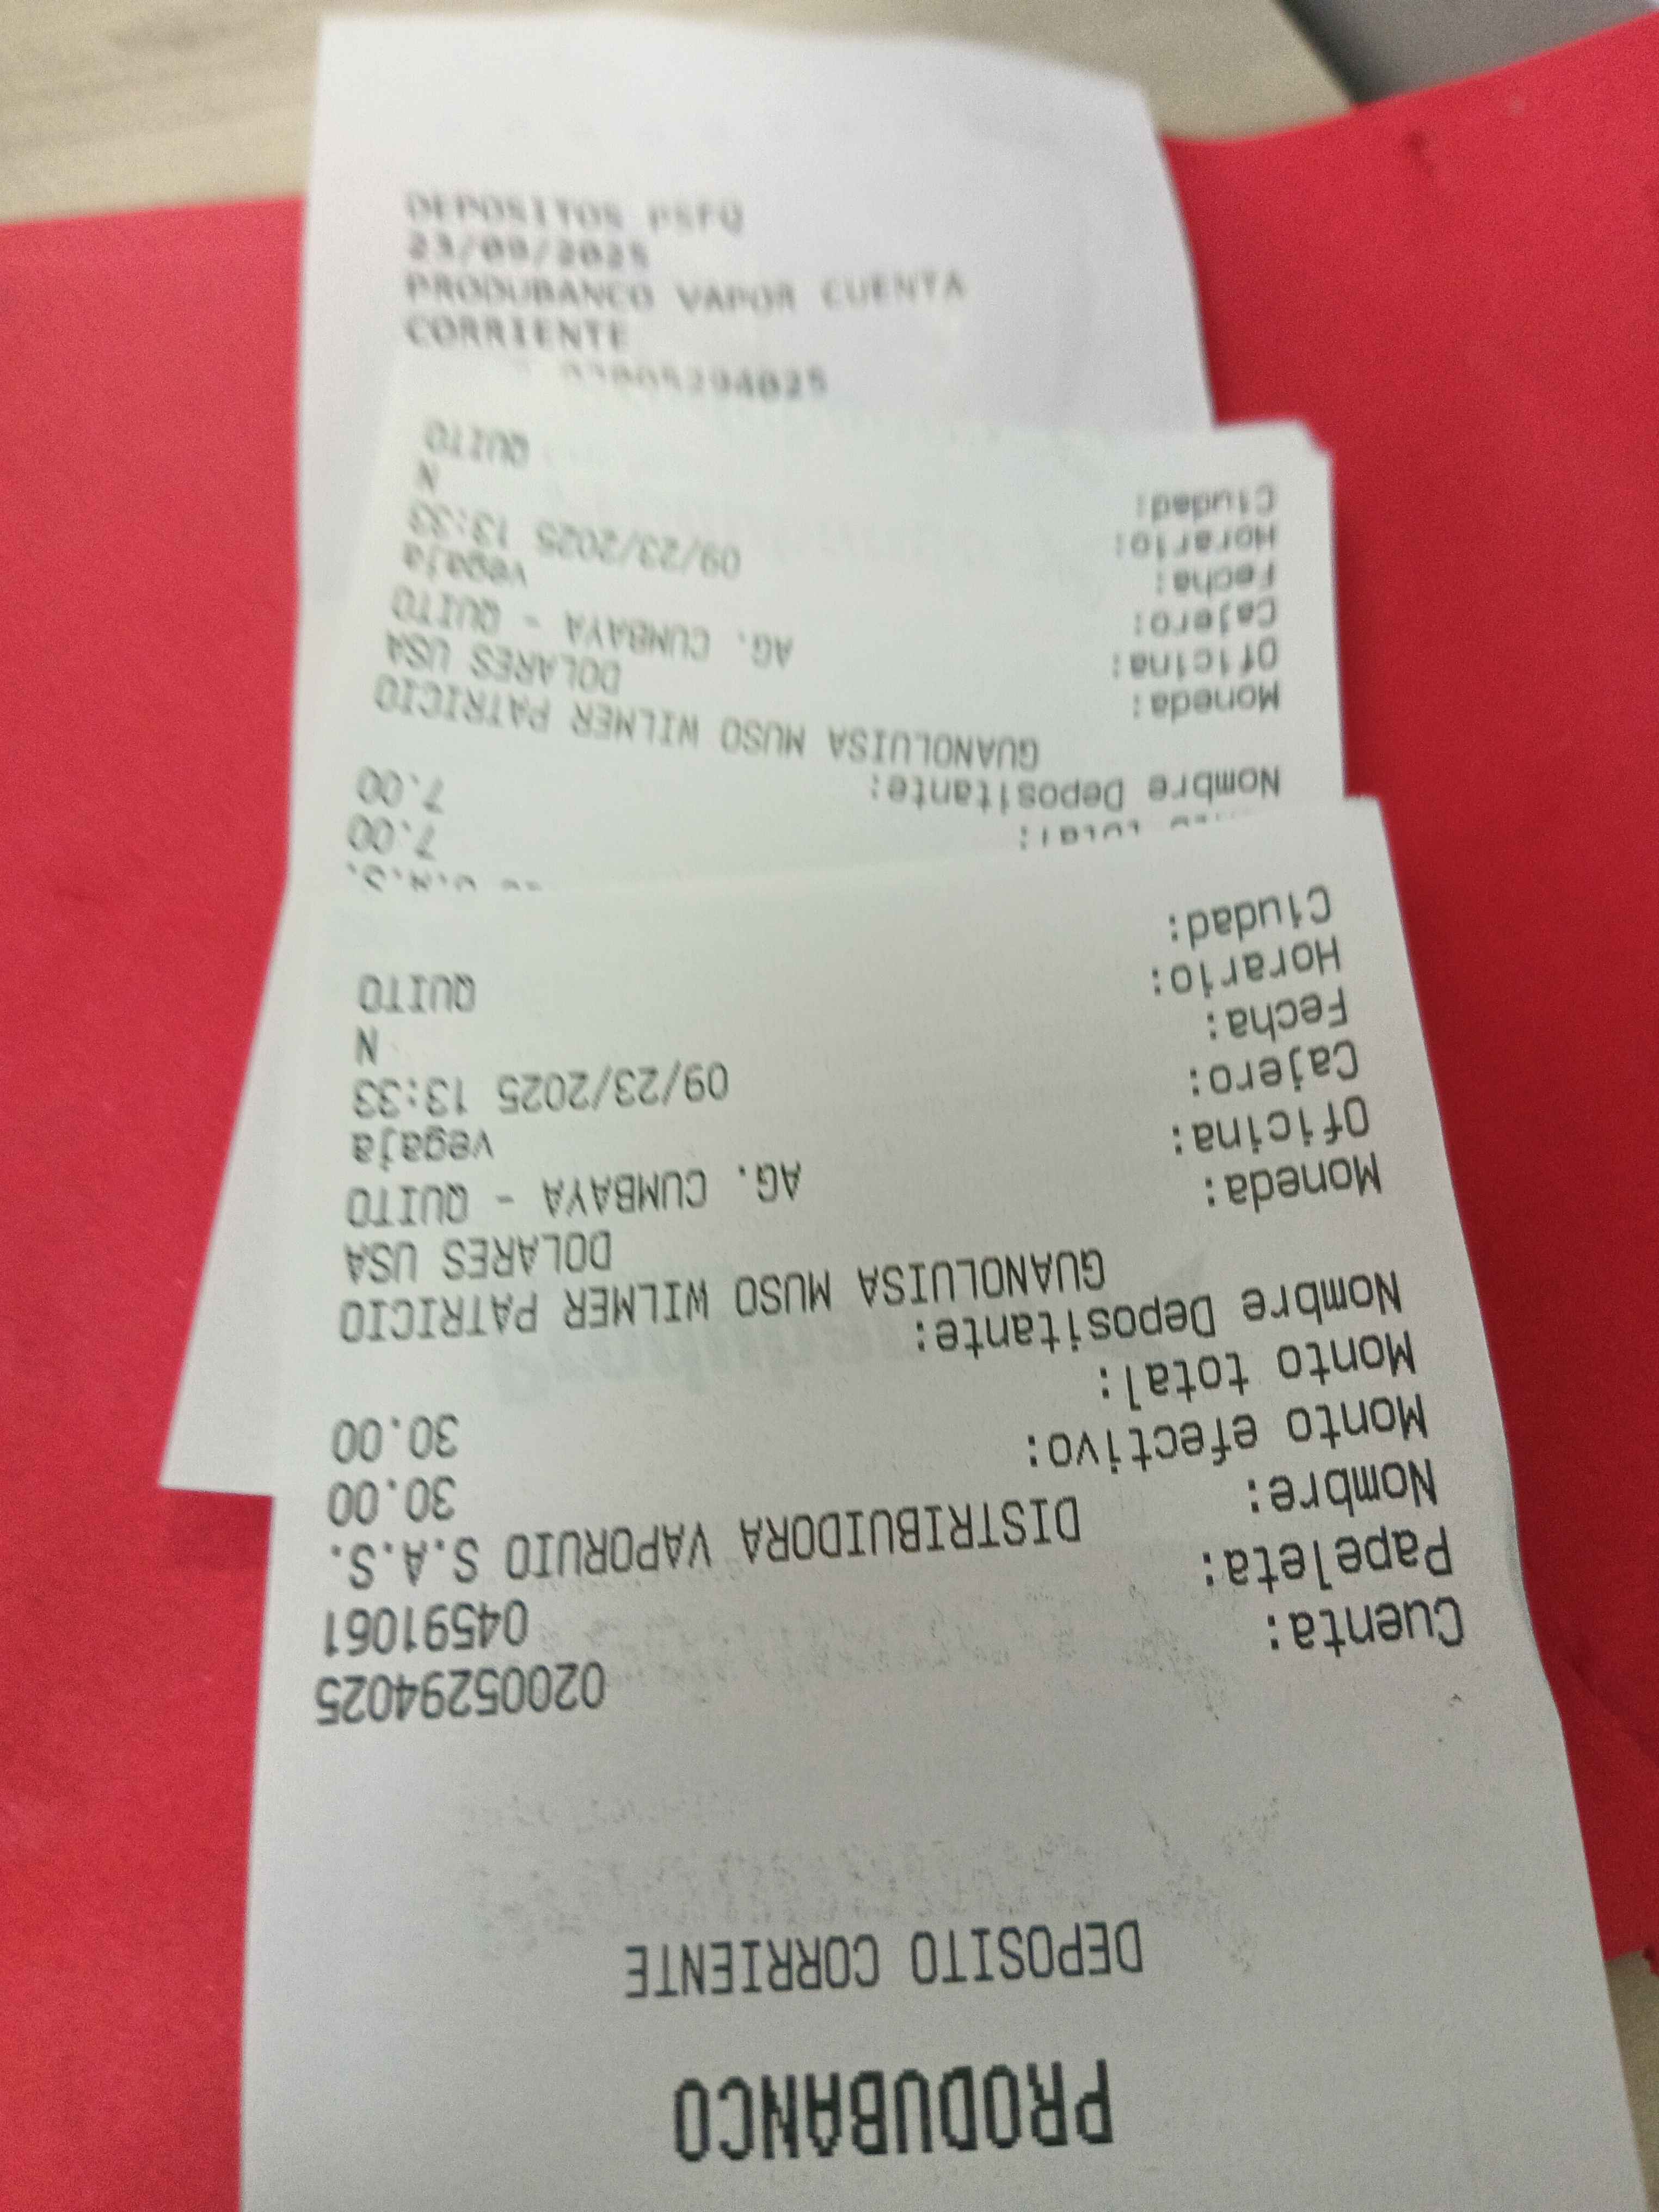 DEPOSITOS PSFQ
23/09/2025
PRODUBANCO VAPOR CUENTA
CORRIENTE
PRODUBANCO
DEPOSITO CORRIENTE
Cuenta: 02005294025
Papeleta: 04591061
Nombre: DISTRIBUIDORA VAPORUIO S.A.S.
Monto efectivo: 30.00
Monto total: 30.00
Nombre Depositante:
GUANOLUISA MUSO WILMER PATRICIO
Moneda: DOLARES USA
Oficina: AG. CUMBAYA - QUITO
Cajero: vegaja
Fecha: 09/23/2025 13:33
Horario: N
Ciudad: QUITO
7.00
total: 7.00
Nombre Depositante:
GUANOLUISA MUSO WILMER PATRICIO
Moneda: DOLARES USA
Oficina: AG. CUMBAYA - QUITO
Cajero: vegaja
Fecha: 09/23/2025 13:33
Horario: N
Ciudad: QUITO